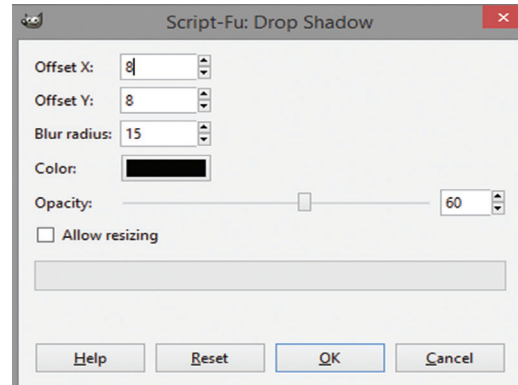 Script-Fu: Drop Shadow
Offset X: 8
Offset Y: 8
Blur radius: 15
Color:
Opacity: 60
Allow resizing
Help Reset OK Cancel